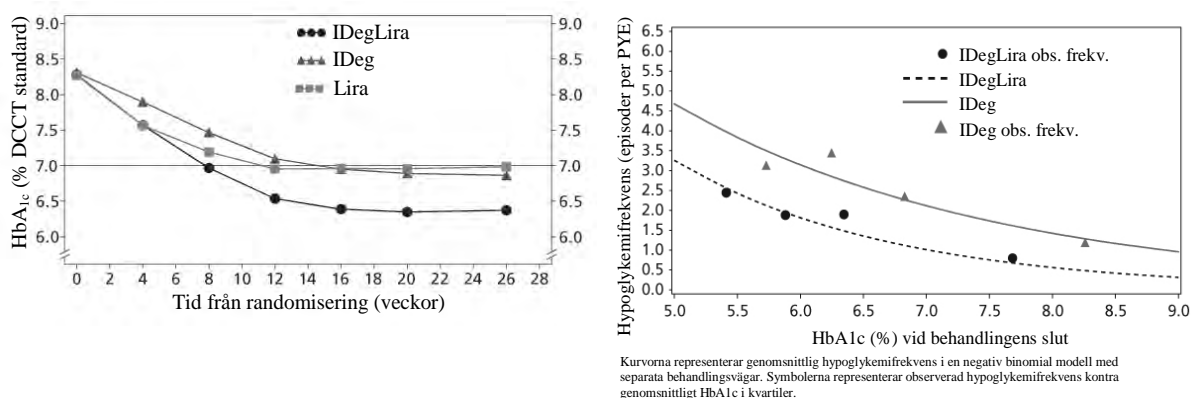 HbA1c (% DCCT standard)
9.0
8.5
8.0
7.5
7.0
6.5
6.0
9.0
8.5
8.0
7.5
7.0
6.5
6.0
IDegLira
IDeg
Lira
0 2 4 6 8 10 12 14 16 18 20 22 24 26 28
Tid från randomisering (veckor)
Hypoglykemifrekvens (episoder per PYE)
6.5
6.0
5.5
5.0
4.5
4.0
3.5
3.0
2.5
2.0
1.5
1.0
0.5
0.0
IDegLira obs. frekv.
IDegLira
IDeg
IDeg obs. frekv.
5.0 5.5 6.0 6.5 7.0 7.5 8.0 8.5 9.0
HbA1c (%) vid behandlingens slut
Kurvorna representerar genomsnittlig hypoglykemifrekvens i en negativ binomial modell med
separata behandlingsvägar. Symbolerna representerar observerad hypoglykemifrekvens kontra
genomsnittligt HbA1c i kvartiler.